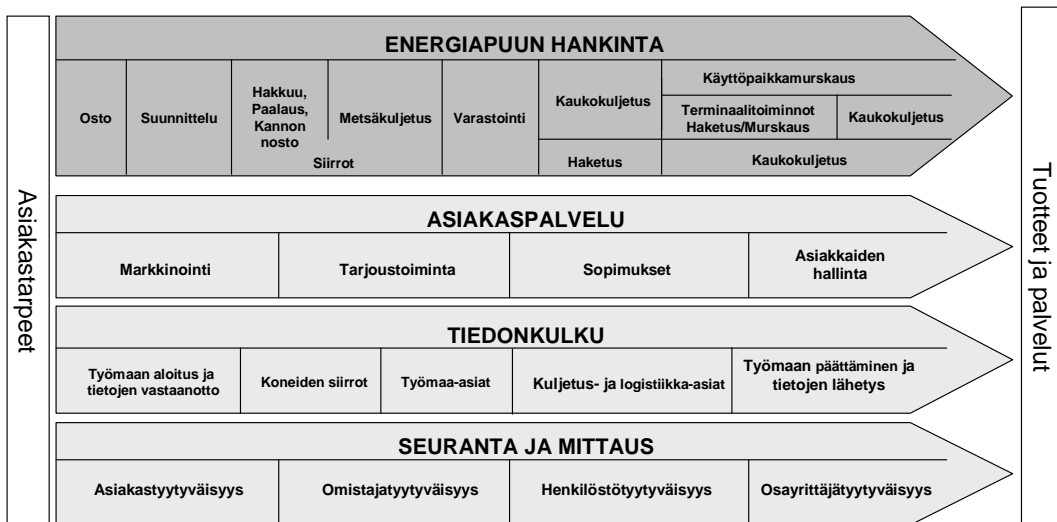 Asiakastarpeet
ENERGIAPUUN HANKINTA
Osto
Suunnittelu
Hakkuu,
Paalaus,
Kannon
nosto
Metsäkuljetus
Siirrot
Varastointi
Kaukokuljetus
Haketus
Käyttöpaikkamurskaus
Terminaalitoiminnot
Haketus/Murskaus
Kaukokuljetus
Kaukokuljetus
ASIAKASPALVELU
Markkinointi
Tarjoustoiminta
Sopimukset
Asiakkaiden
hallinta
TIEDONKULKU
Työmaan aloitus ja
tietojen vastaanotto
Koneiden siirrot
Työmaa-asiat
Kuljetus- ja logistiikka-asiat
Työmaan päättäminen ja
tietojen lähetys
SEURANTA JA MITTAUS
Asiakastyytyväisyys
Omistajatyytyväisyys
Henkilöstötyytyväisyys
Osayrittäjätyytyväisyys
Tuotteet ja palvelut